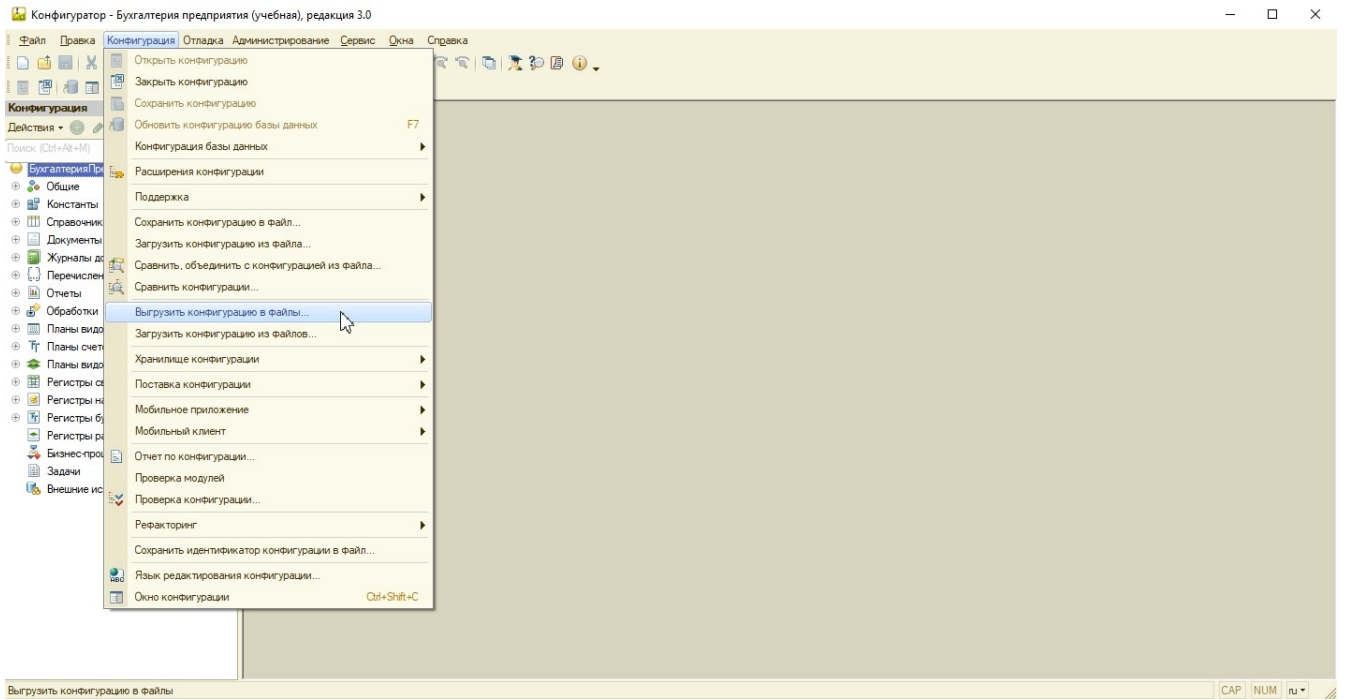 Конфигуратор - Бухгалтерия предприятия (учебная), редакция 3.0
Файл Правка Конфигурация Отладка Администрирование Сервис Окна Справка
Открыть конфигурацию
Закрыть конфигурацию
Конфигурация
Сохранить конфигурацию
Действия
Обновить конфигурацию базы данных F7
Поиск (Ctrl+Alt+M)
Конфигурация базы данных
БухгалтерияПре
Расширения конфигурации
Общие
Поддержка
Константы
Справочник
Сохранить конфигурацию в файл...
Документы
Загрузить конфигурацию из файла...
Журналы до
Сравнить, объединить с конфигурацией из файла...
Перечислен
Сравнить конфигурации...
Отчеты
Обработки
Выгрузить конфигурацию в файлы...
Планы видо
Загрузить конфигурацию из файлов...
Планы счет
Хранилище конфигурации
Планы видо
Регистры св
Поставка конфигурации
Регистры на
Мобильное приложение
Регистры бу
Мобильный клиент
Регистры ра
Бизнес-проц
Отчет по конфигурации...
Задачи
Проверка модулей
Внешние ис
Проверка конфигурации...
Рефакторинг
Сохранить идентификатор конфигурации в файл...
Язык редактирования конфигурации...
Окно конфигурации Ctrl+Shift+C
Выгрузить конфигурацию в файлы
CAP NUM ru